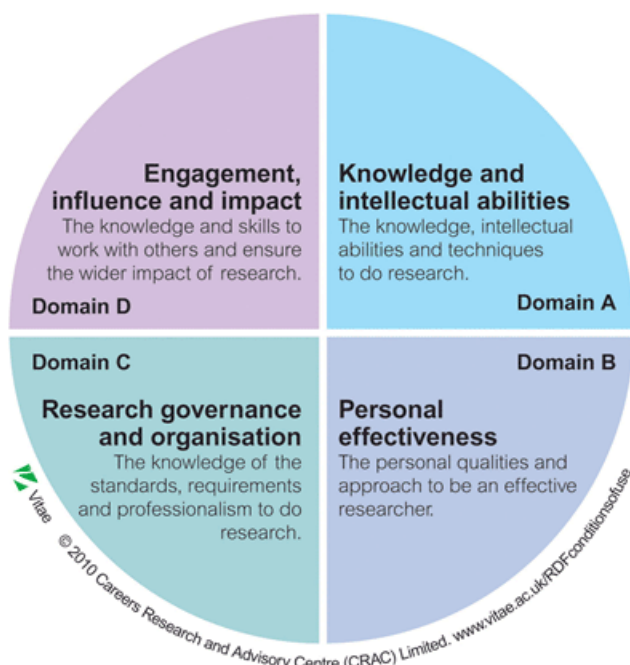 Engagement,
influence and impact
The knowledge and skills to
work with others and ensure
the wider impact of research.
Domain D
Knowledge and
intellectual abilities
The knowledge, intellectual
abilities and techniques
to do research.
Domain A
Domain C
Research governance
and organisation
The knowledge of the
standards, requirements
and professionalism to do
research.
Domain B
Personal
effectiveness
The personal qualities and
approach to be an effective
researcher.
Vitae © 2010 Careers Research and Advisory Centre (CRAC) Limited. www.vitae.ac.uk/RDFconditionsofuse